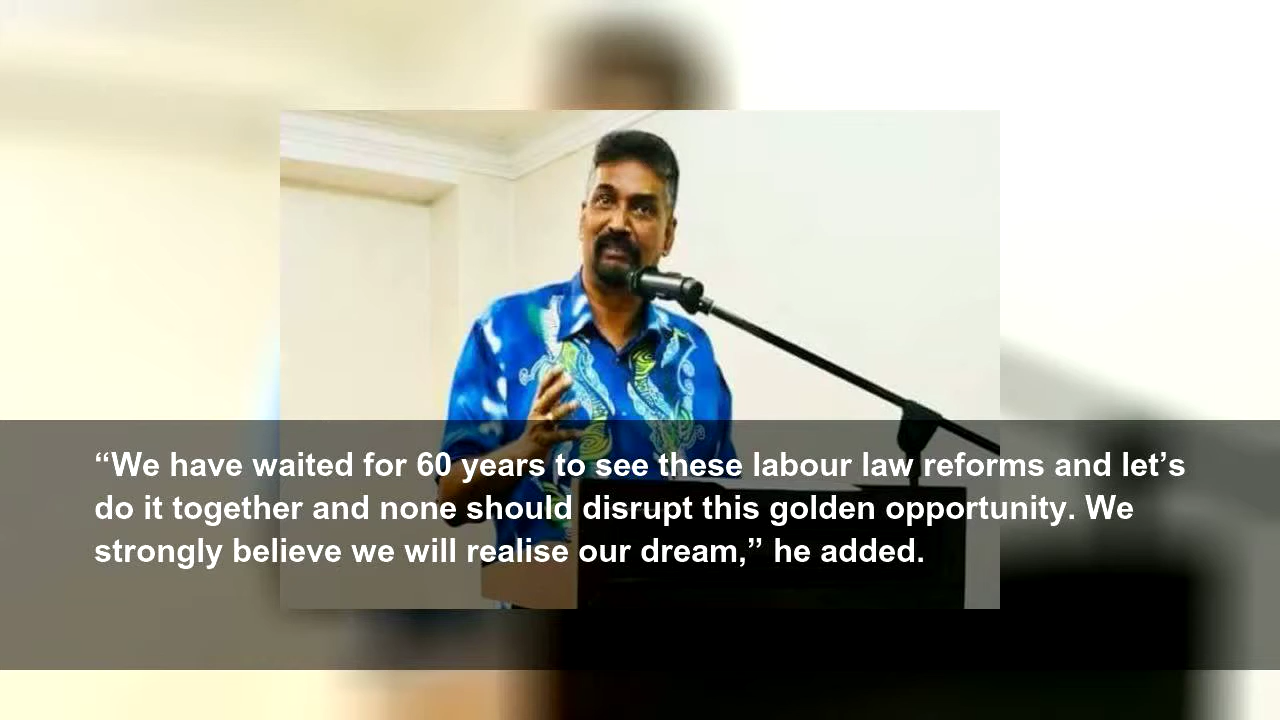 “We have waited for 60 years to see these labour law reforms and let’s
do it together and none should disrupt this golden opportunity. We
strongly believe we will realise our dream,” he added.